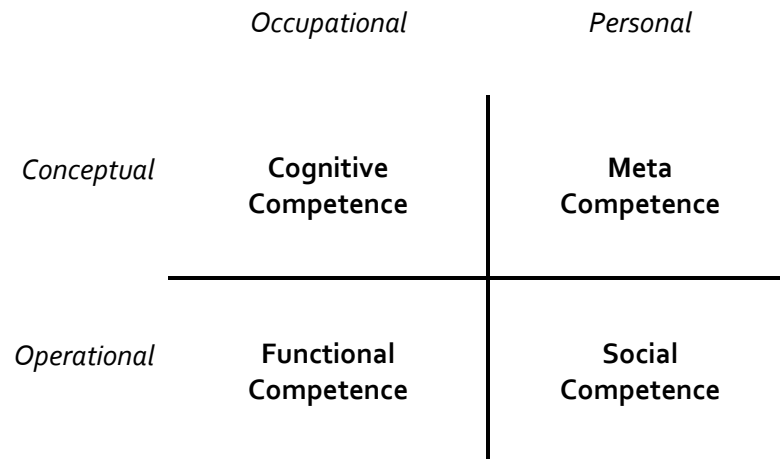 Occupational Personal
Conceptual
Cognitive Competence
Meta Competence
Operational
Functional Competence
Social Competence